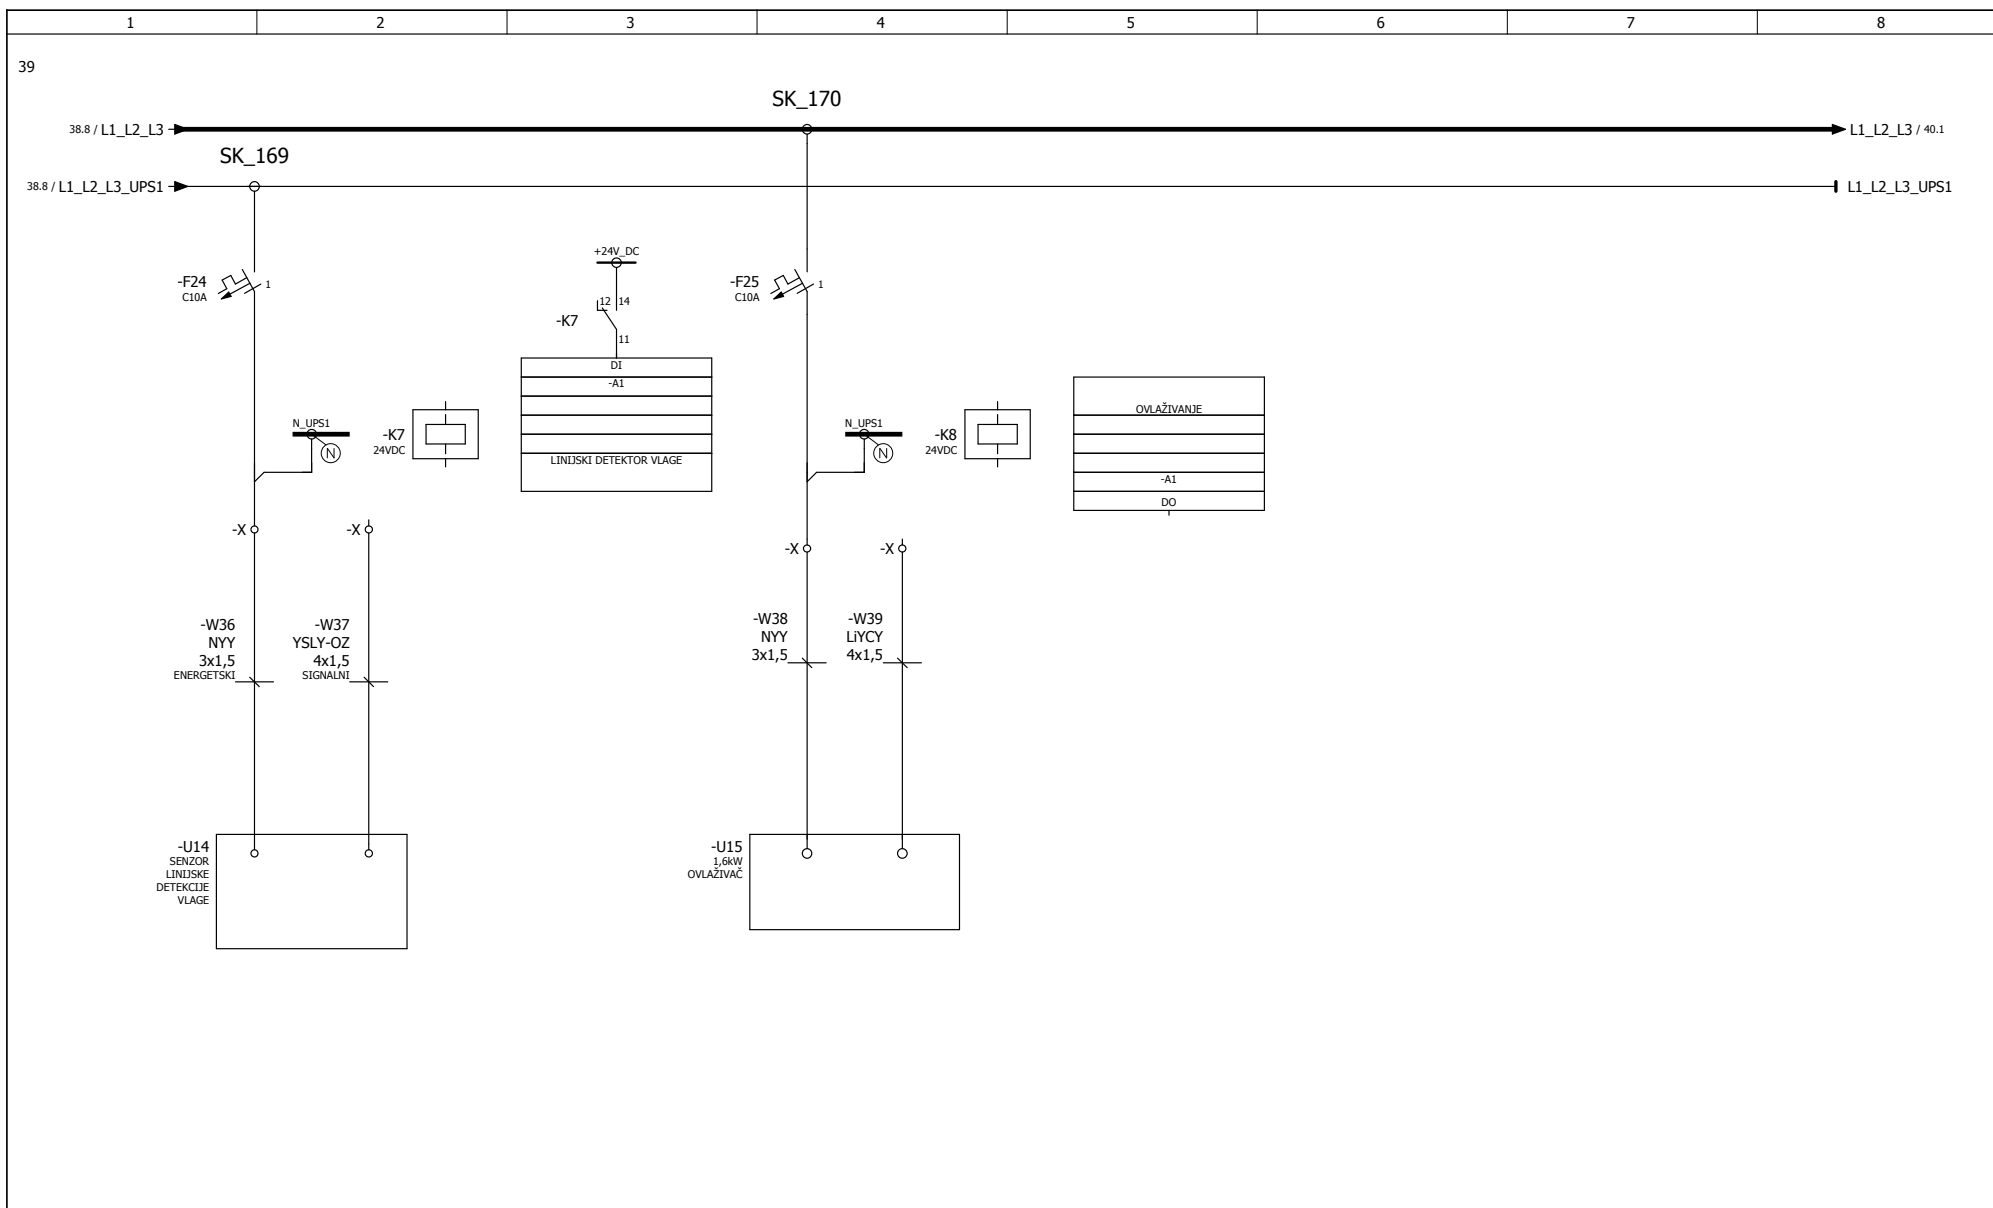 1 2 3 4 5 6 7 8
39
SK_170
38.8 / L1_L2_L3
L1_L2_L3 / 40.1
SK_169
38.8 / L1_L2_L3_UPS1
L1_L2_L3_UPS1
+24V_DC
-F24
C10A
1
12 14
-K7
11
-F25
C10A
1
DI
-A1
LINIJSKI DETEKTOR VLAGE
N_UPS1
N
-K7
24VDC
N_UPS1
N
-K8
24VDC
OVLAŽIVANJE
-A1
DO
-X
-X
-X
-X
-W36
NYY
3x1,5
ENERGETSKI
-W37
YSLY-OZ
4x1,5
SIGNALNI
-W38
NYY
3x1,5
-W39
LiYCY
4x1,5
-U14
SENZOR
LINIJSKE
DETEKCIJE
VLAGE
-U15
1,6kW
OVLAŽIVAČ